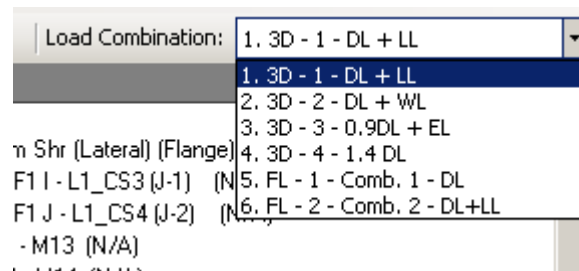 Load Combination: 1. 3D - 1 - DL + LL
1. 3D - 1 - DL + LL
2. 3D - 2 - DL + WL
3. 3D - 3 - 0.9DL + EL
4. 3D - 4 - 1.4 DL
5. FL - 1 - Comb. 1 - DL
6. FL - 2 - Comb. 2 - DL+LL
Shr (Lateral) (Flange)
F1 I - L1_CS3 (J-1)
F1 J - L1_CS4 (J-2)
- M13 (N/A)